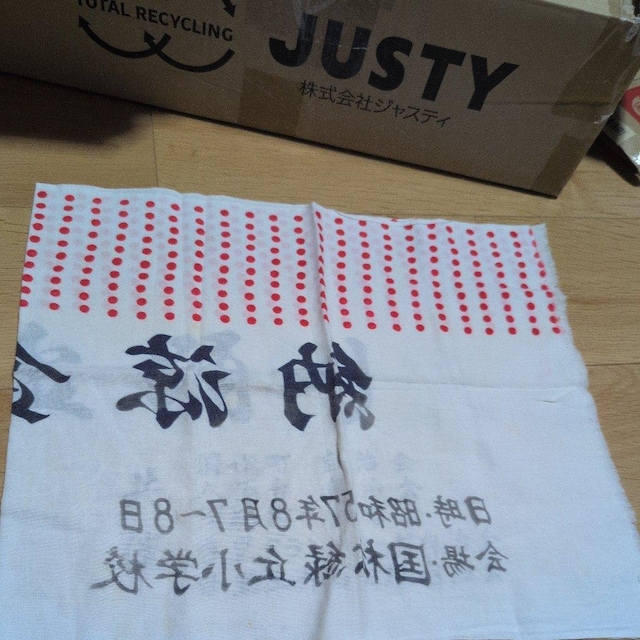 TOTAL RECYCLING
JUSTY
株式会社ジャスティ
納涼
日時・昭和57年8月7~8日
会場・国松緑丘小学校